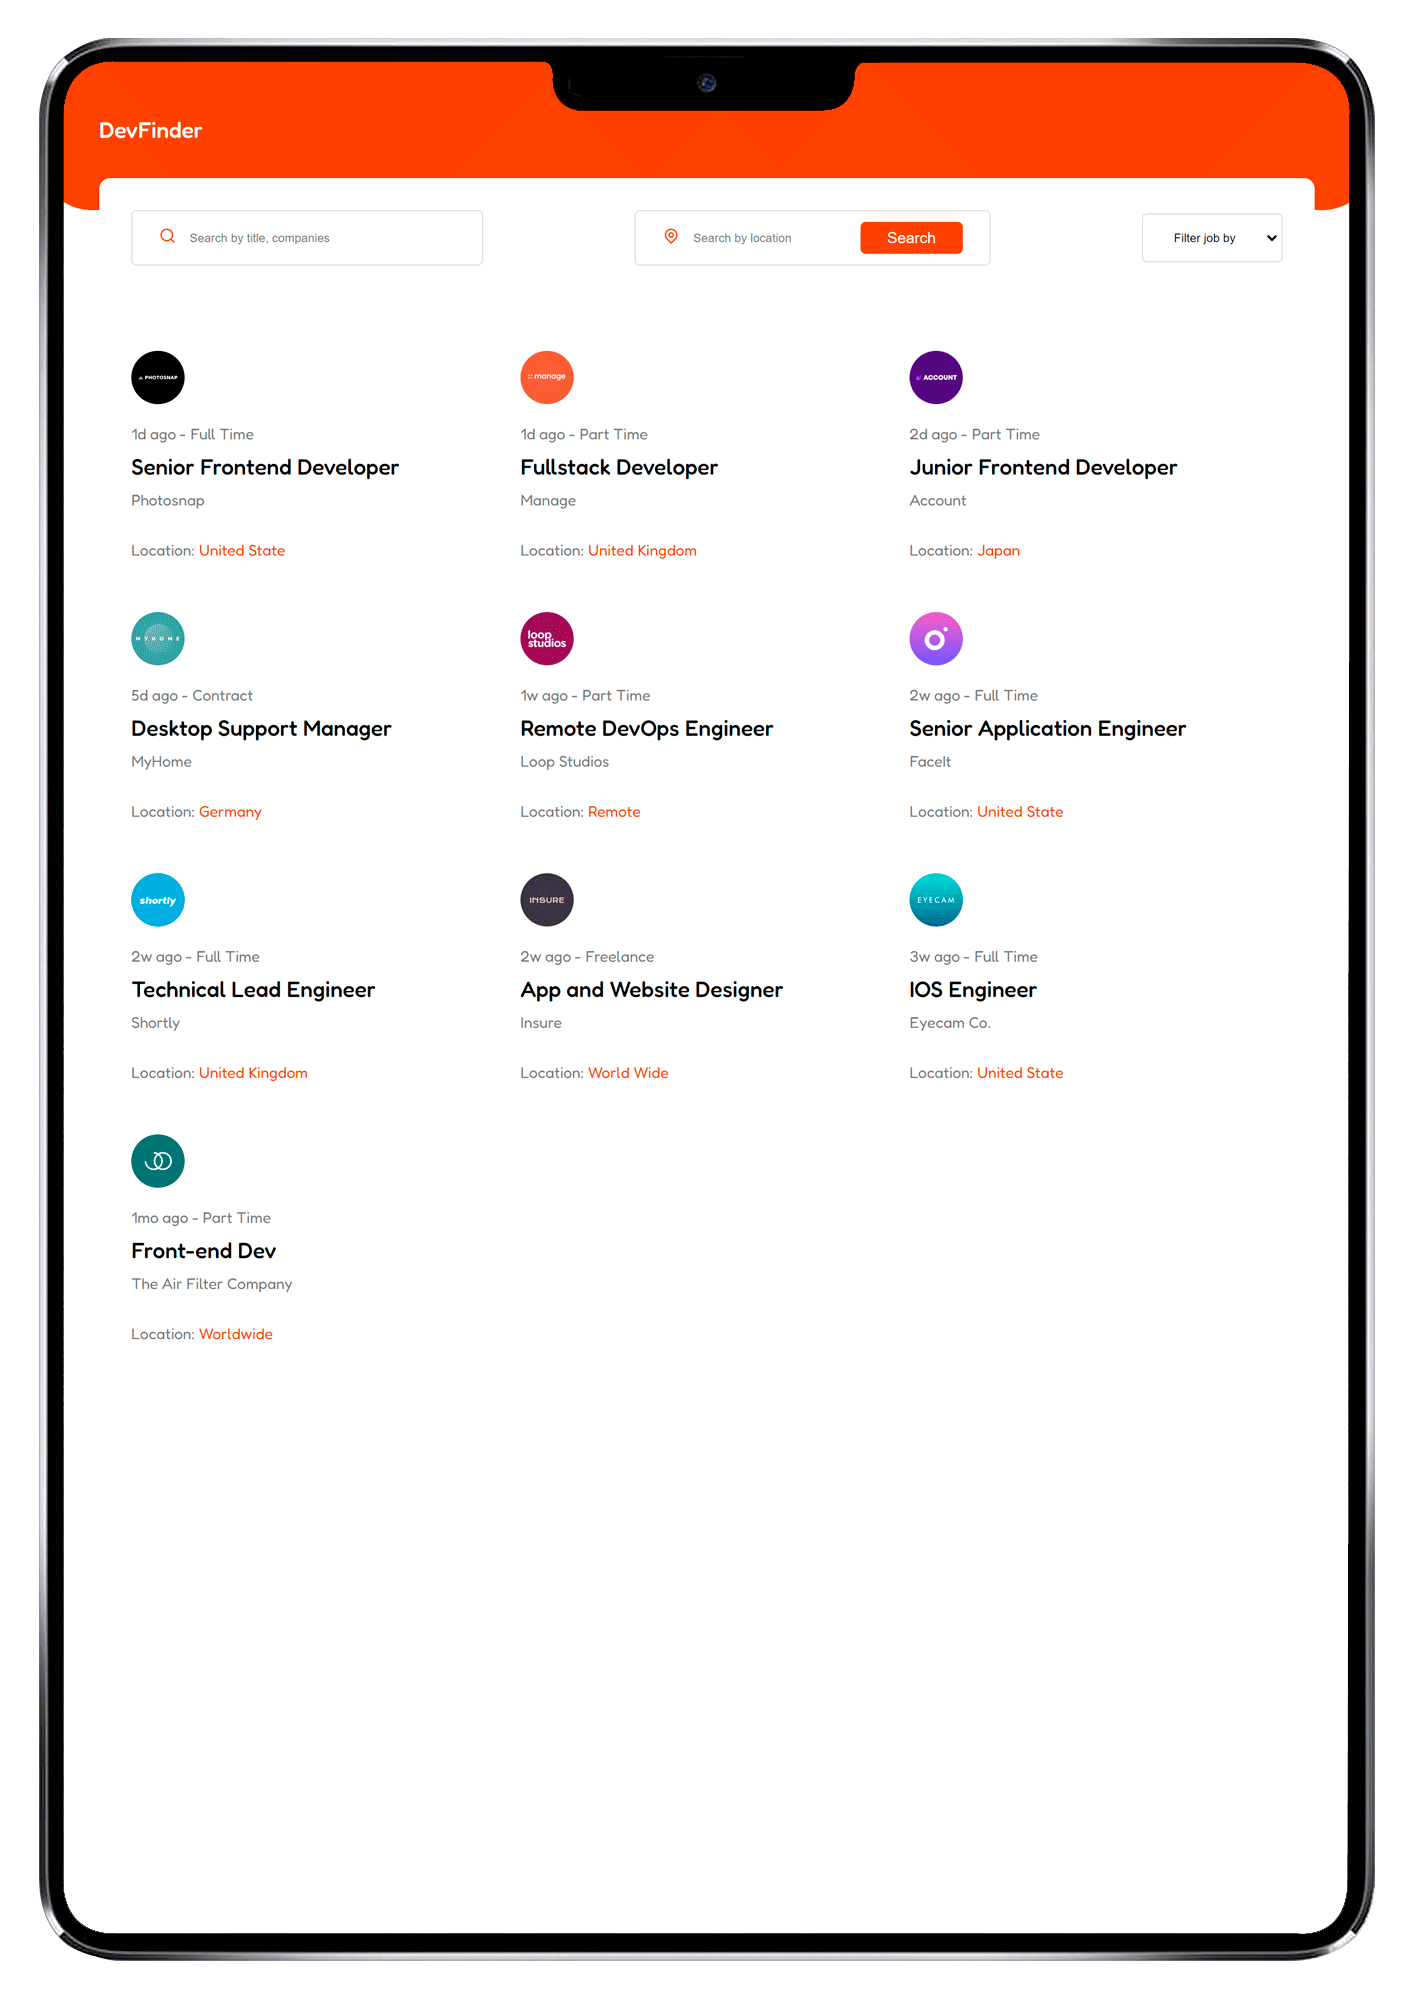 DevFinder
Search by title, companies
Search by location
Search
Filter job by
PHOTOSNAP
1d ago - Full Time
Senior Frontend Developer
Photosnap
Location: United State
manage
1d ago - Part Time
Fullstack Developer
Manage
Location: United Kingdom
ACCOUNT
2d ago - Part Time
Junior Frontend Developer
Account
Location: Japan
MYHOME
5d ago - Contract
Desktop Support Manager
MyHome
Location: Germany
loop
studios
1w ago - Part Time
Remote DevOps Engineer
Loop Studios
Location: Remote
2w ago - Full Time
Senior Application Engineer
FaceIt
Location: United State
shortly
2w ago - Full Time
Technical Lead Engineer
Shortly
Location: United Kingdom
INSURE
2w ago - Freelance
App and Website Designer
Insure
Location: World Wide
EYECAM
3w ago - Full Time
IOS Engineer
Eyecam Co.
Location: United State
1mo ago - Part Time
Front-end Dev
The Air Filter Company
Location: Worldwide